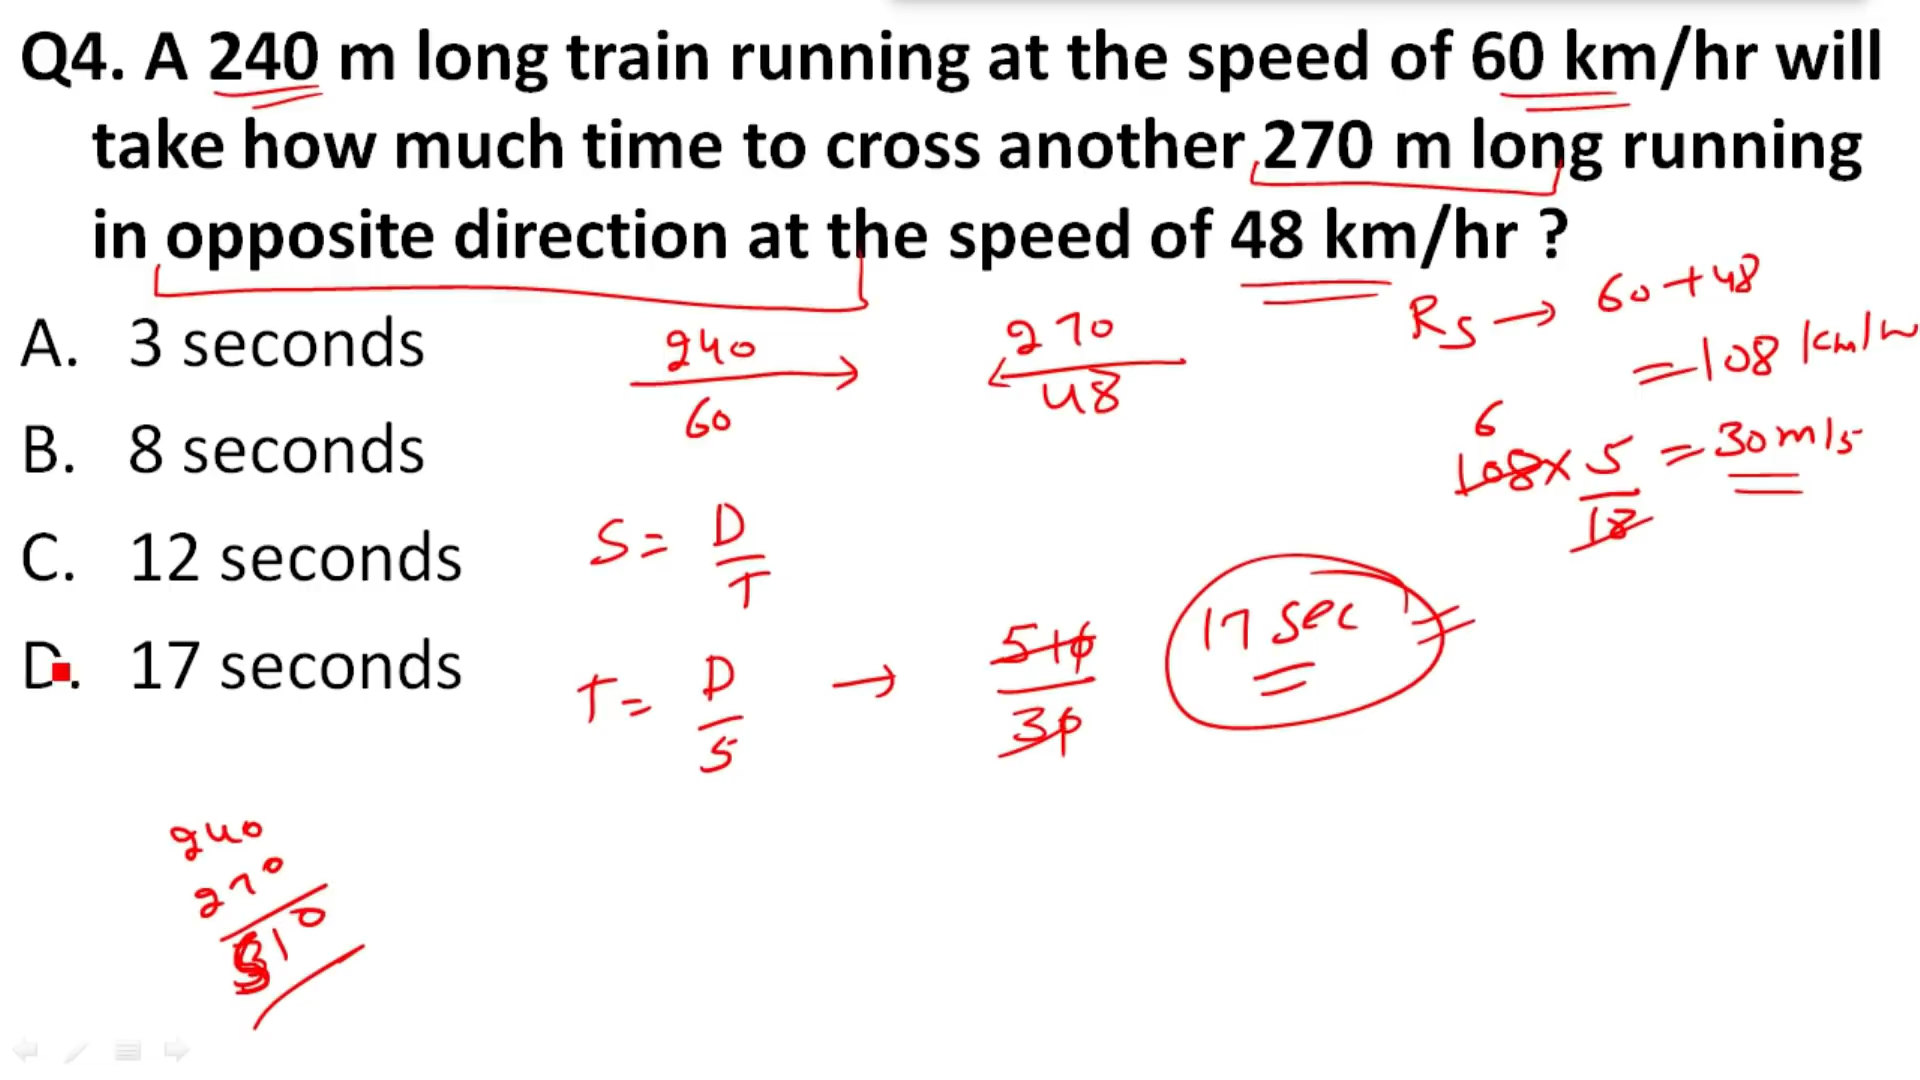 Q4. A 240 m long train running at the speed of 60 km/hr will
take how much time to cross another 270 m long running
in opposite direction at the speed of 48 km/hr ?
A. 3 seconds
B. 8 seconds
C. 12 seconds
D. 17 seconds
240
60
270
48
RS → 60+48
= 108 km/hr
6
108 × 5/18 = 30 m/s
S = D/T
T = D/S → 510/30
17 sec =
240
270
510